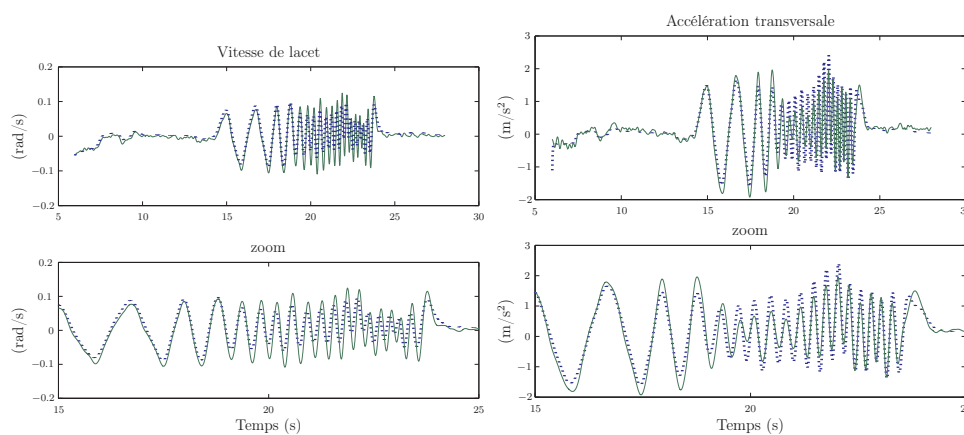 Vitesse de lacet
0.2
0.1
0
−0.1
−0.2
(rad/s)
5 10 15 20 25 30
zoom
0.2
0.1
0
−0.1
−0.2
(rad/s)
15 20 25
Temps (s)
Accélération transversale
3
2
1
0
−1
−2
(m/s²)
5 10 15 20 25 30
zoom
3
2
1
0
−1
−2
(m/s²)
15 20 25
Temps (s)